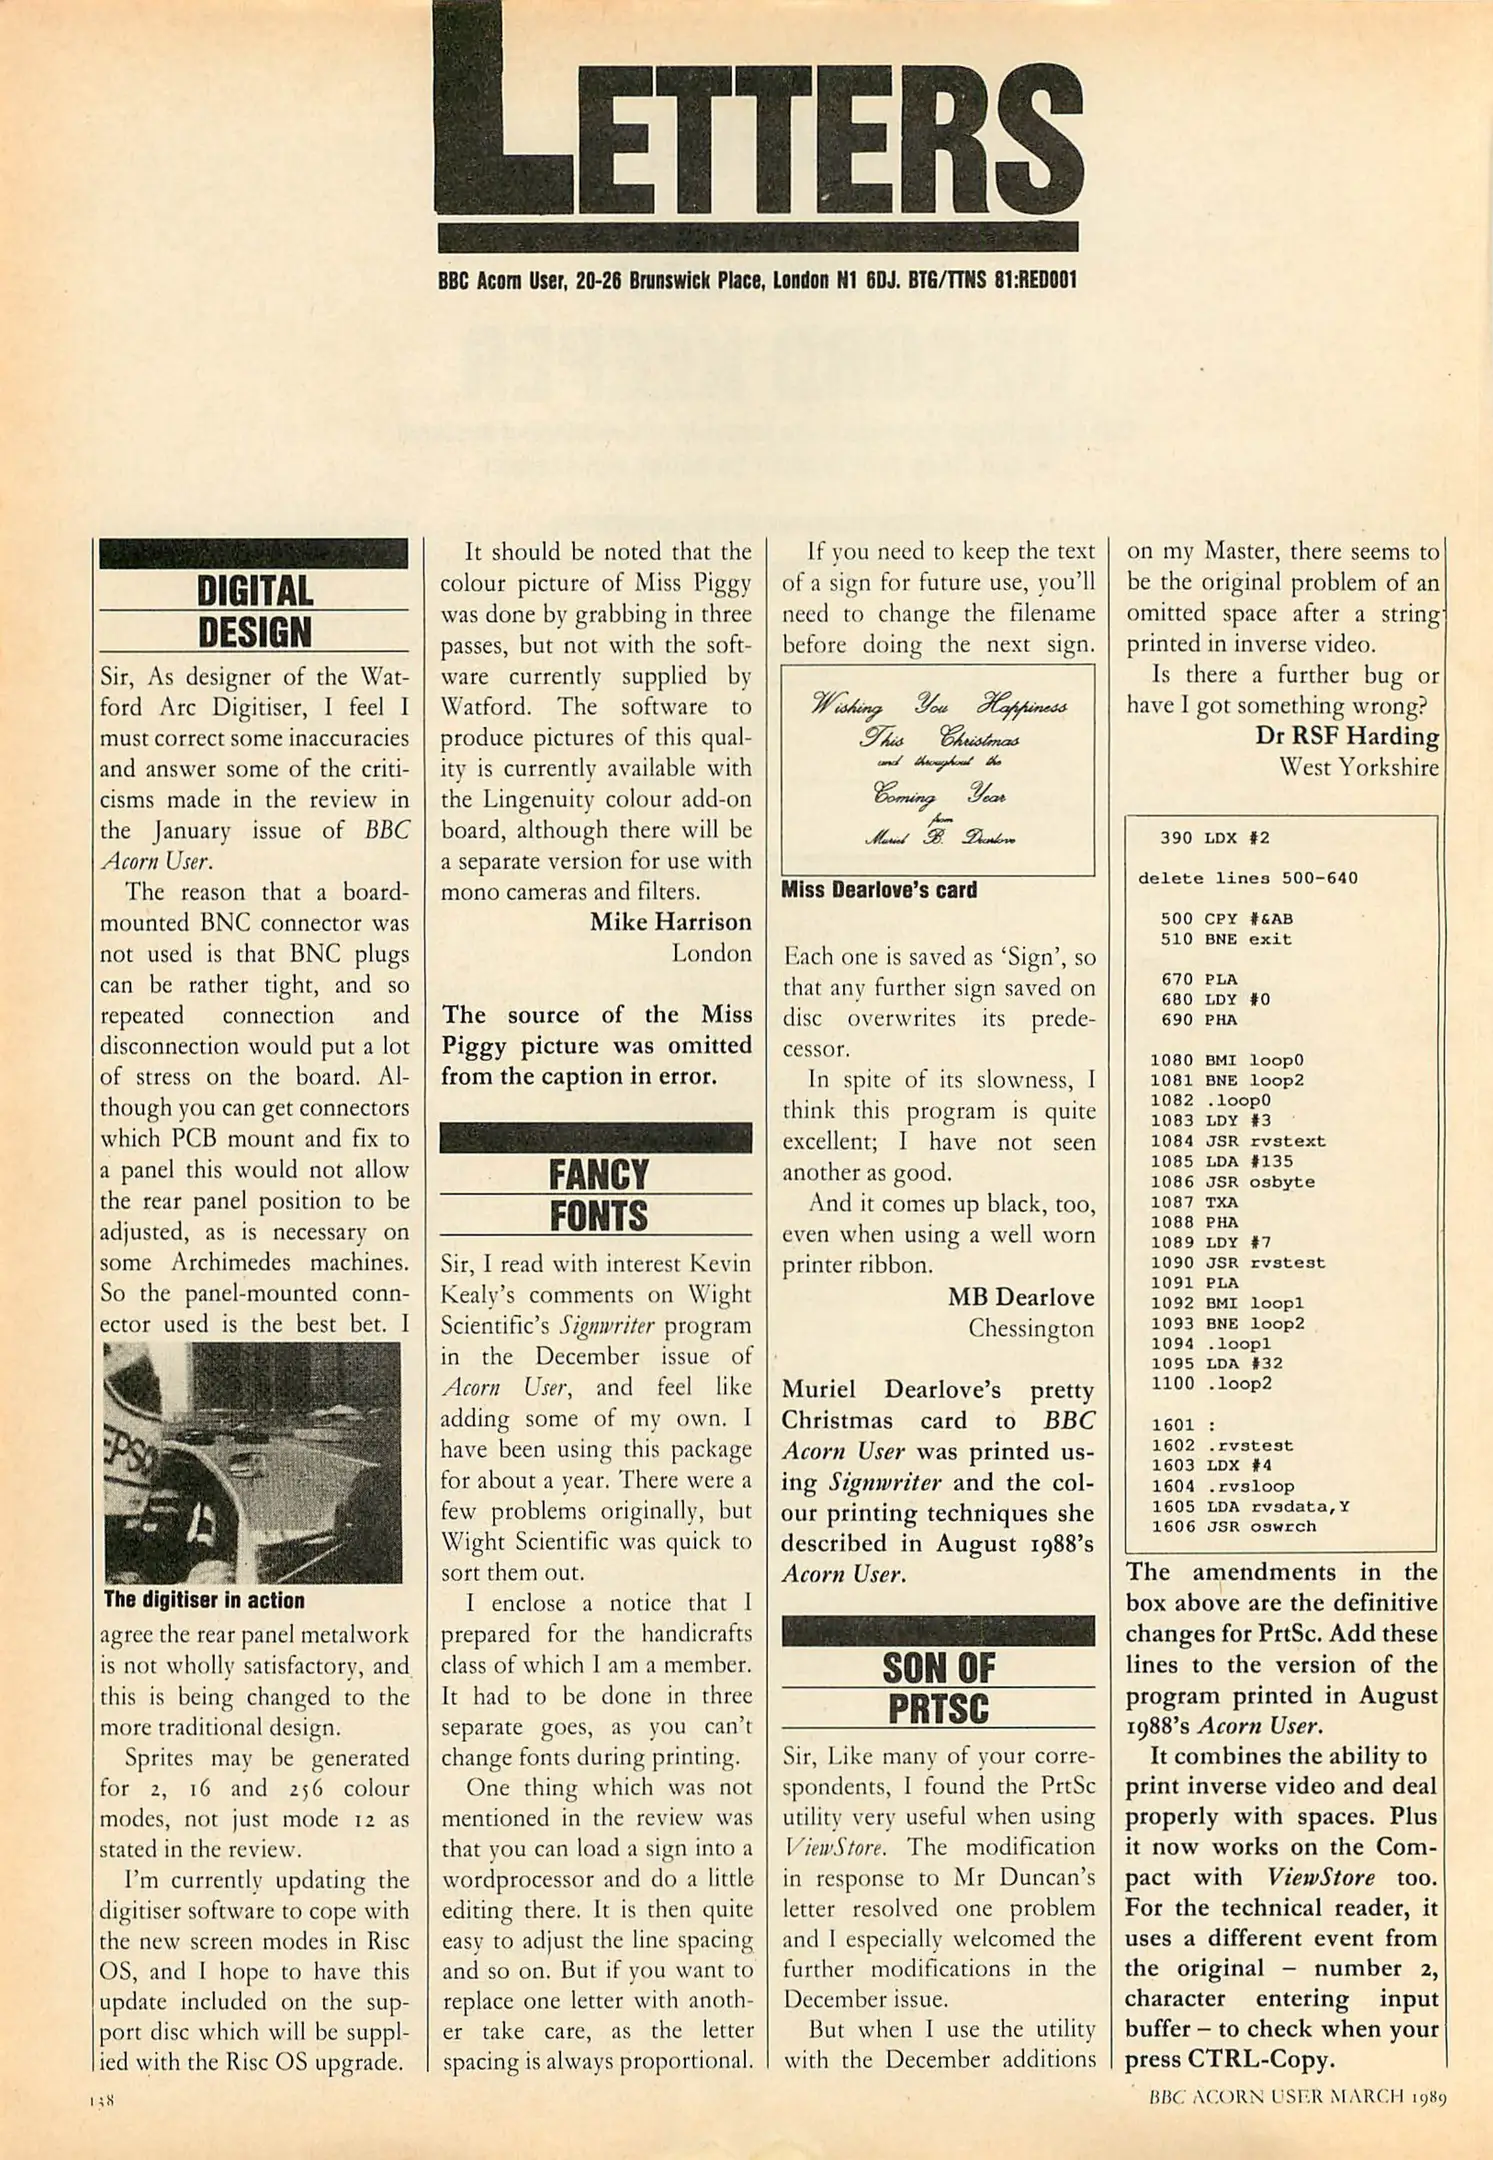 LETTERS
BBC Acorn User, 20-26 Brunswick Place, London N1 6DJ. BTG/TTNS 81:RED001
DIGITAL
DESIGN
Sir, As designer of the Wat-
ford Arc Digitiser, I feel I
must correct some inaccuracies
and answer some of the criti-
cisms made in the review in
the January issue of BBC
Acorn User.
The reason that a board-
mounted BNC connector was
not used is that BNC plugs
can be rather tight, and so
repeated connection and
disconnection would put a lot
of stress on the board. Al-
though you can get connectors
which PCB mount and fix to
a panel this would not allow
the rear panel position to be
adjusted, as is necessary on
some Archimedes machines.
So the panel-mounted conn-
ector used is the best bet. I
The digitiser in action
agree the rear panel metalwork
is not wholly satisfactory, and
this is being changed to the
more traditional design.
Sprites may be generated
for 2, 16 and 256 colour
modes, not just mode 12 as
stated in the review.
I'm currently updating the
digitiser software to cope with
the new screen modes in Risc
OS, and I hope to have this
update included on the sup-
port disc which will be suppl-
ied with the Risc OS upgrade.
It should be noted that the
colour picture of Miss Piggy
was done by grabbing in three
passes, but not with the soft-
ware currently supplied by
Watford. The software to
produce pictures of this qual-
ity is currently available with
the Lingenuity colour add-on
board, although there will be
a separate version for use with
mono cameras and filters.
Mike Harrison
London
The source of the Miss
Piggy picture was omitted
from the caption in error.
FANCY
FONTS
Sir, I read with interest Kevin
Kealy's comments on Wight
Scientific's Signwriter program
in the December issue of
Acorn User, and feel like
adding some of my own. I
have been using this package
for about a year. There were a
few problems originally, but
Wight Scientific was quick to
sort them out.
I enclose a notice that I
prepared for the handicrafts
class of which I am a member.
It had to be done in three
separate goes, as you can't
change fonts during printing.
One thing which was not
mentioned in the review was
that you can load a sign into a
wordprocessor and do a little
editing there. It is then quite
easy to adjust the line spacing
and so on. But if you want to
replace one letter with anoth-
er take care, as the letter
spacing is always proportional.
If you need to keep the text
of a sign for future use, you'll
need to change the filename
before doing the next sign.
Wishing You Happiness
This Christmas
and throughout the
Coming Year
from
Muriel B. Dearlove
Miss Dearlove's card
Each one is saved as 'Sign', so
that any further sign saved on
disc overwrites its prede-
cessor.
In spite of its slowness, I
think this program is quite
excellent; I have not seen
another as good.
And it comes up black, too,
even when using a well worn
printer ribbon.
MB Dearlove
Chessington
Muriel Dearlove's pretty
Christmas card to BBC
Acorn User was printed us-
ing Signwriter and the col-
our printing techniques she
described in August 1988's
Acorn User.
SON OF
PRTSC
Sir, Like many of your corre-
spondents, I found the PrtSc
utility very useful when using
ViewStore. The modification
in response to Mr Duncan's
letter resolved one problem
and I especially welcomed the
further modifications in the
December issue.
But when I use the utility
with the December additions
on my Master, there seems to
be the original problem of an
omitted space after a string
printed in inverse video.
Is there a further bug or
have I got something wrong?
Dr RSF Harding
West Yorkshire
390 LDX #2
delete lines 500-640
500 CPY #&AB
510 BNE exit
670 PLA
680 LDY #0
690 PHA
1080 BMI loop0
1081 BNE loop2
1082 .loop0
1083 LDY #3
1084 JSR rvstext
1085 LDA #135
1086 JSR osbyte
1087 TXA
1088 PHA
1089 LDY #7
1090 JSR rvstest
1091 PLA
1092 BMI loop1
1093 BNE loop2
1094 .loop1
1095 LDA #32
1100 .loop2
1601 :
1602 .rvstest
1603 LDX #4
1604 .rvsloop
1605 LDA rvsdata,Y
1606 JSR oswrch
The amendments in the
box above are the definitive
changes for PrtSc. Add these
lines to the version of the
program printed in August
1988's Acorn User.
It combines the ability to
print inverse video and deal
properly with spaces. Plus
it now works on the Com-
pact with ViewStore too.
For the technical reader, it
uses a different event from
the original – number 2,
character entering input
buffer – to check when your
press CTRL-Copy.
138
BBC ACORN USER MARCH 1989